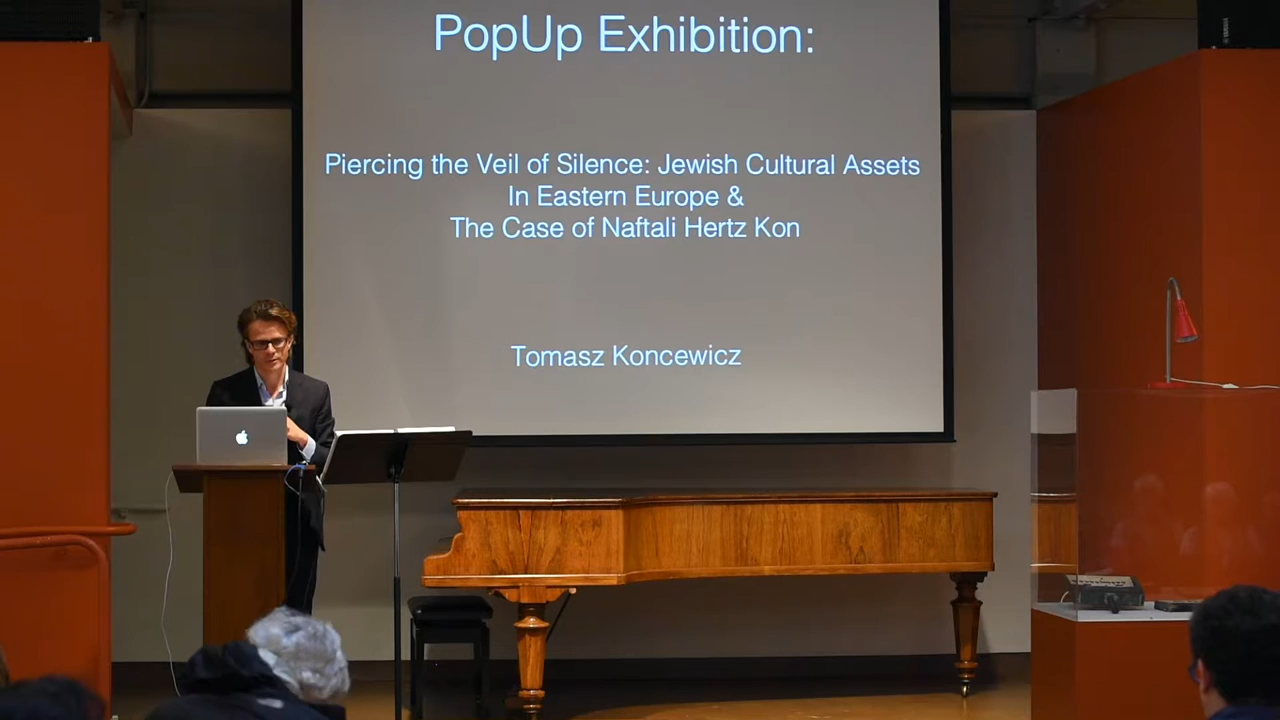 PopUp Exhibition:
Piercing the Veil of Silence: Jewish Cultural Assets
In Eastern Europe &
The Case of Naftali Hertz Kon
Tomasz Koncewicz